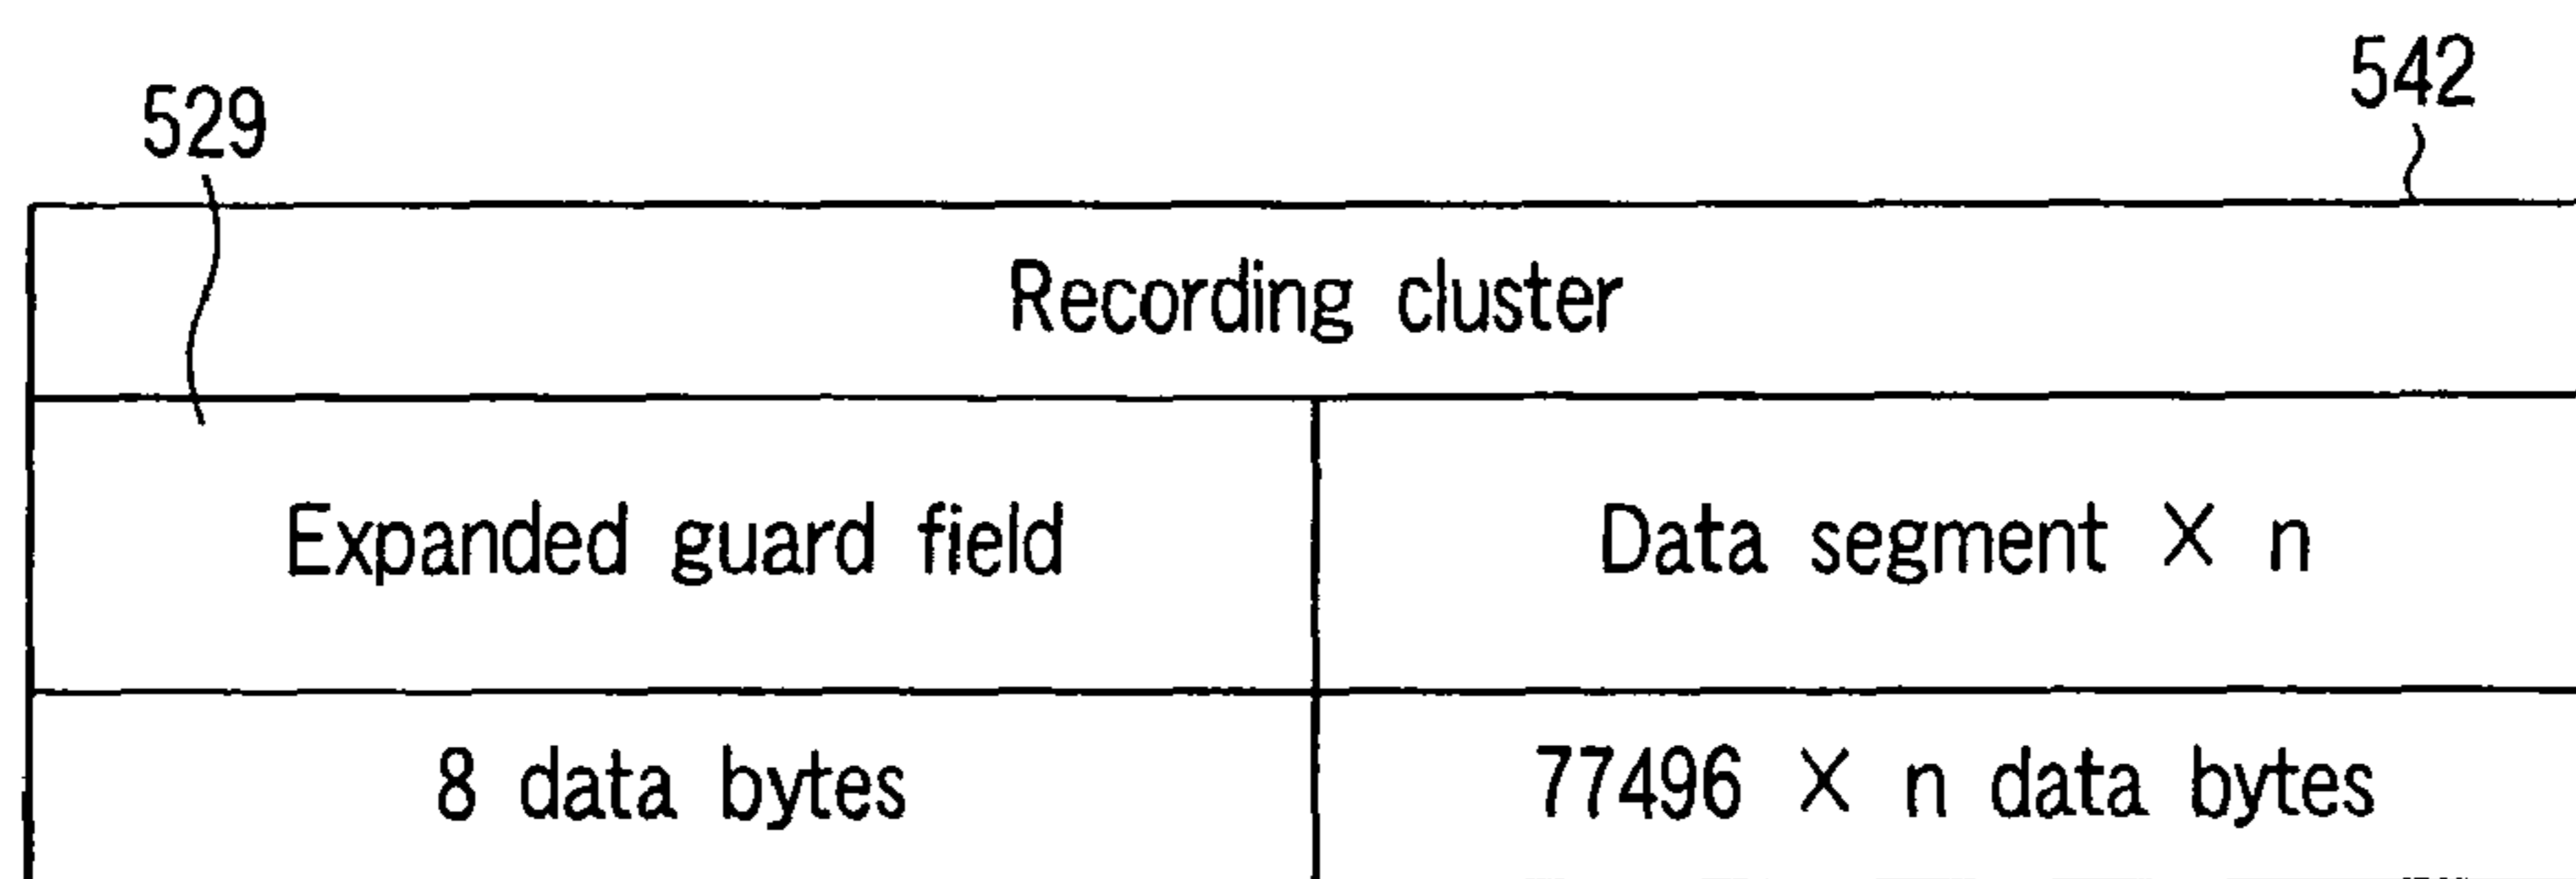 529
542
Recording cluster
Expanded guard field
Data segment X n
8 data bytes
77496 X n data bytes